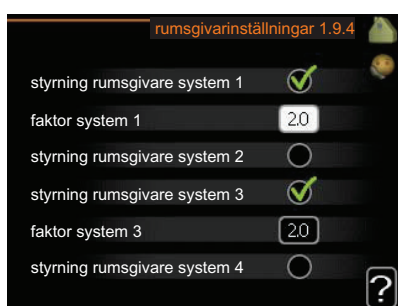 rumsgivarinställningar 1.9.4
styrning rumsgivare system 1
faktor system 1 2.0
styrning rumsgivare system 2
styrning rumsgivare system 3
faktor system 3 2.0
styrning rumsgivare system 4
?